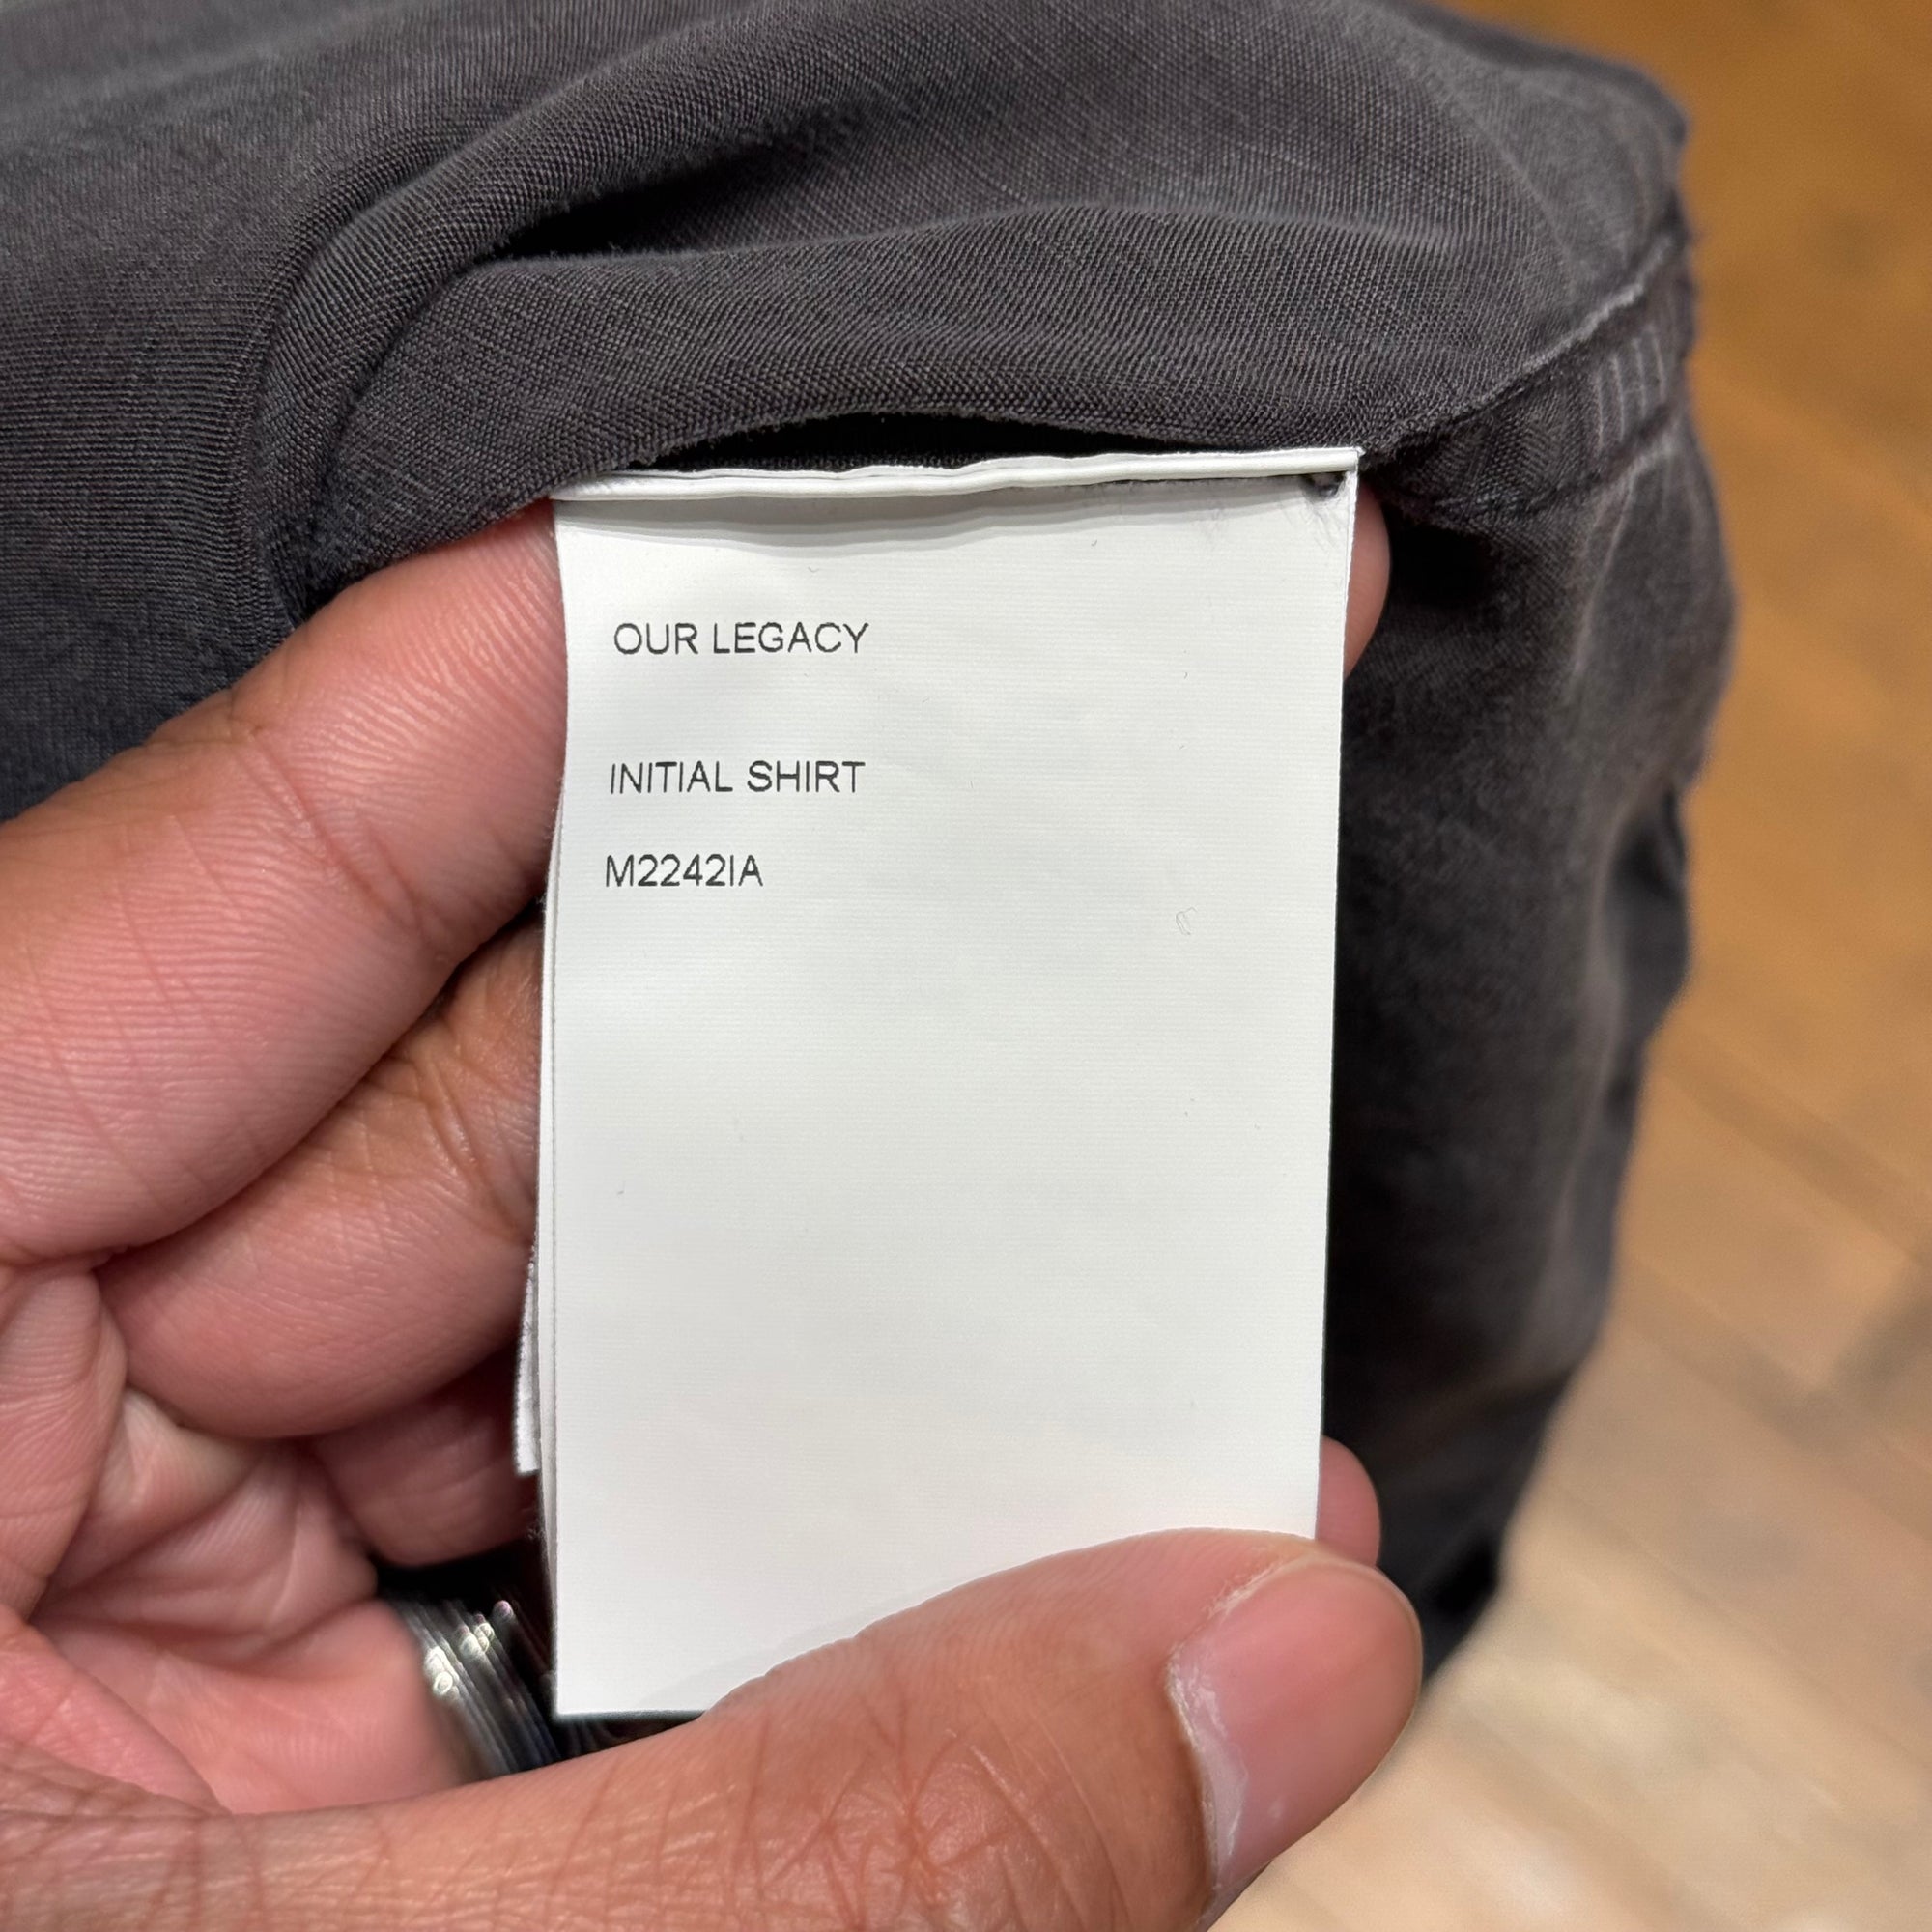 OUR LEGACY
INITIAL SHIRT
M2242IA